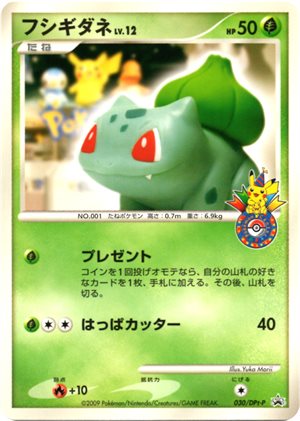 フシギダネ LV.12 HP 50
たね
Poké
NO.001 たねポケモン 高さ:0.7m 重さ:6.9kg
プレゼント
コインを1回投げオモテなら、自分の山札の好き
なカードを1枚、手札に加える。その後、山札を
切る。
はっぱカッター 40
Illus. Yuka Morii
弱点 抵抗力 にげる
+10
©2009 Pokémon/Nintendo/Creatures/GAME FREAK. 030/DPt-P